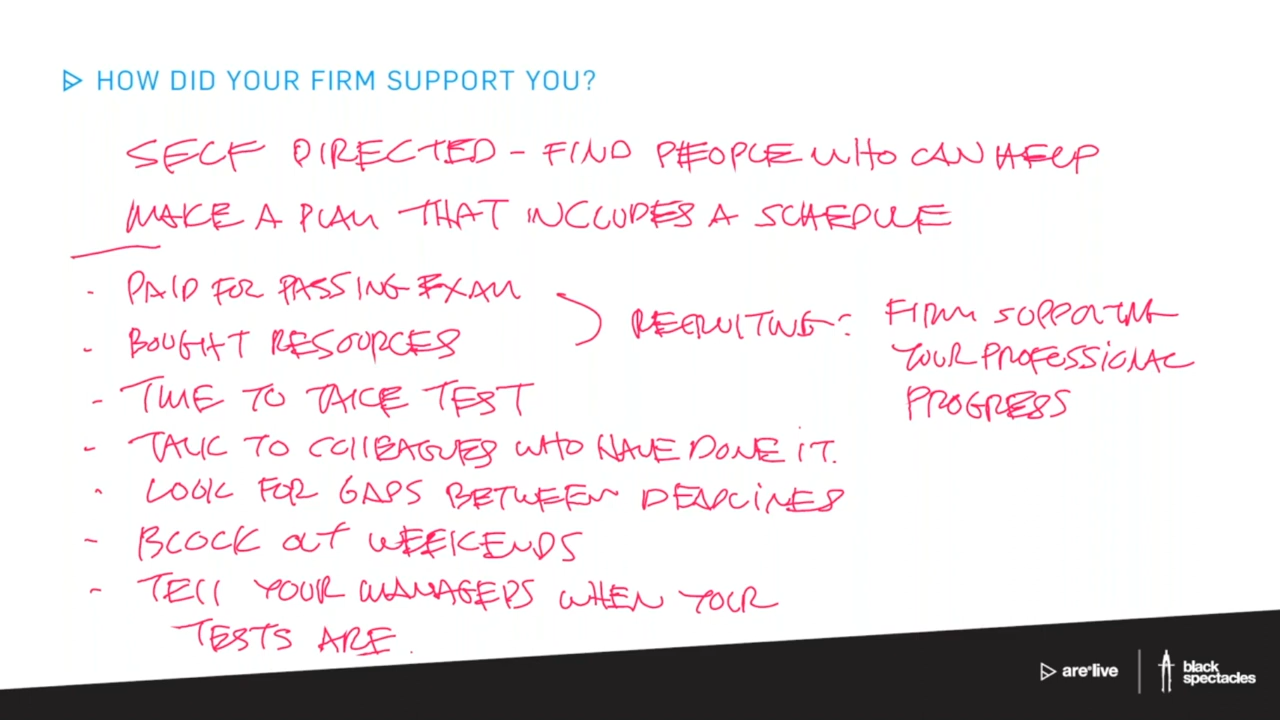 HOW DID YOUR FIRM SUPPORT YOU?
SELF DIRECTED - FIND PEOPLE WHO CAN HELP
MAKE A PLAN THAT INCLUDES A SCHEDULE
- PAID FOR PASSING EXAM
- BOUGHT RESOURCES
RECRUITING: FIRM SUPPORTING
YOUR PROFESSIONAL
PROGRESS
- TIME TO TAKE TEST
- TALK TO COLLEAGUES WHO HAVE DONE IT.
- LOOK FOR GAPS BETWEEN DEADLINES
- BLOCK OUT WEEKENDS
- TELL YOUR MANAGERS WHEN YOUR
TESTS ARE.
are live
black
spectacles